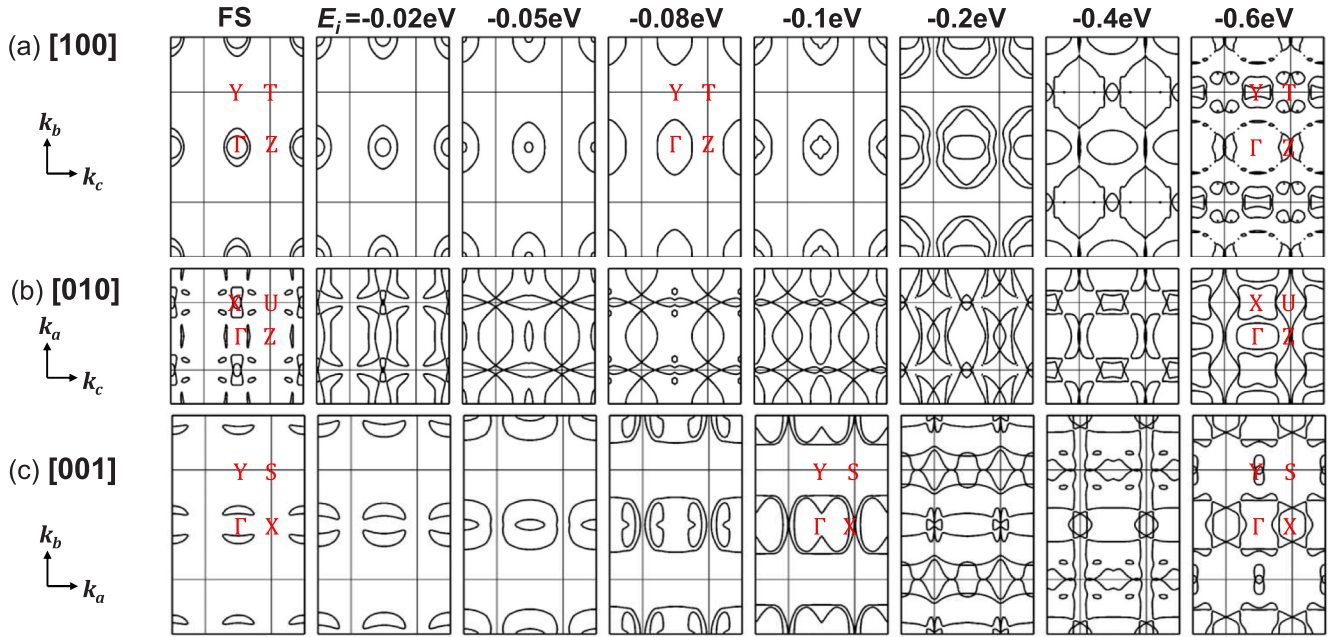 FS E_i=-0.02eV -0.05eV -0.08eV -0.1eV -0.2eV -0.4eV -0.6eV
(a) [100]
k_b
k_c
Y T
Γ Z
Y T
Γ Z
Y T
Γ Z
(b) [010]
k_a
k_c
X U
Γ Z
X U
Γ Z
(c) [001]
k_b
k_a
Y S
Γ X
Y S
Γ X
Y S
Γ X